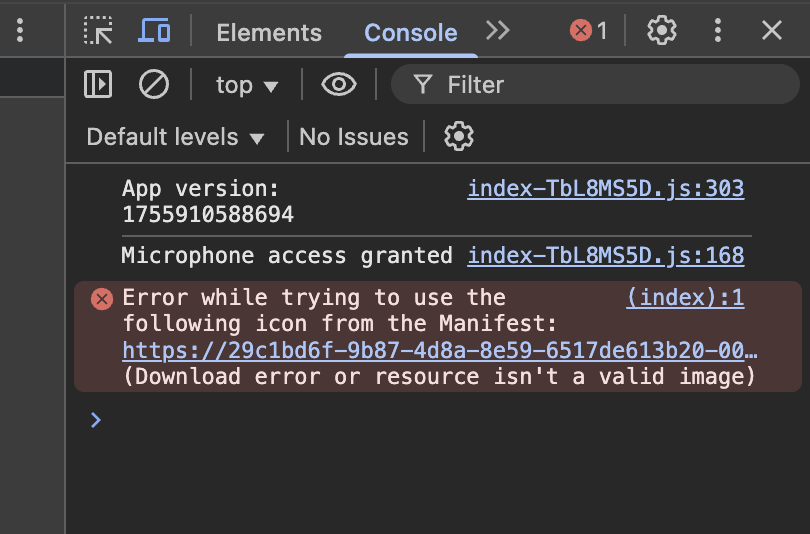 Elements Console 1
top Filter
Default levels No Issues
App version: index-TbL8MS5D.js:303
1755910588694
Microphone access granted index-TbL8MS5D.js:168
Error while trying to use the (index):1
following icon from the Manifest:
https://29c1bd6f-9b87-4d8a-8e59-6517de613b20-00…
(Download error or resource isn't a valid image)